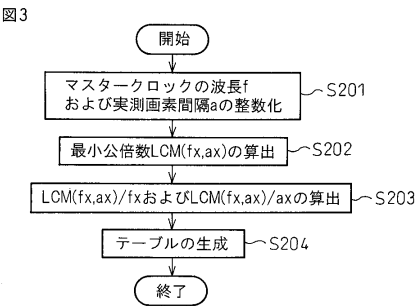 図3
開始
マスタークロックの波長f
および実測画素間隔aの整数化
S201
最小公倍数LCM(fx,ax)の算出
S202
LCM(fx,ax)/fxおよびLCM(fx,ax)/axの算出
S203
テーブルの生成
S204
終了